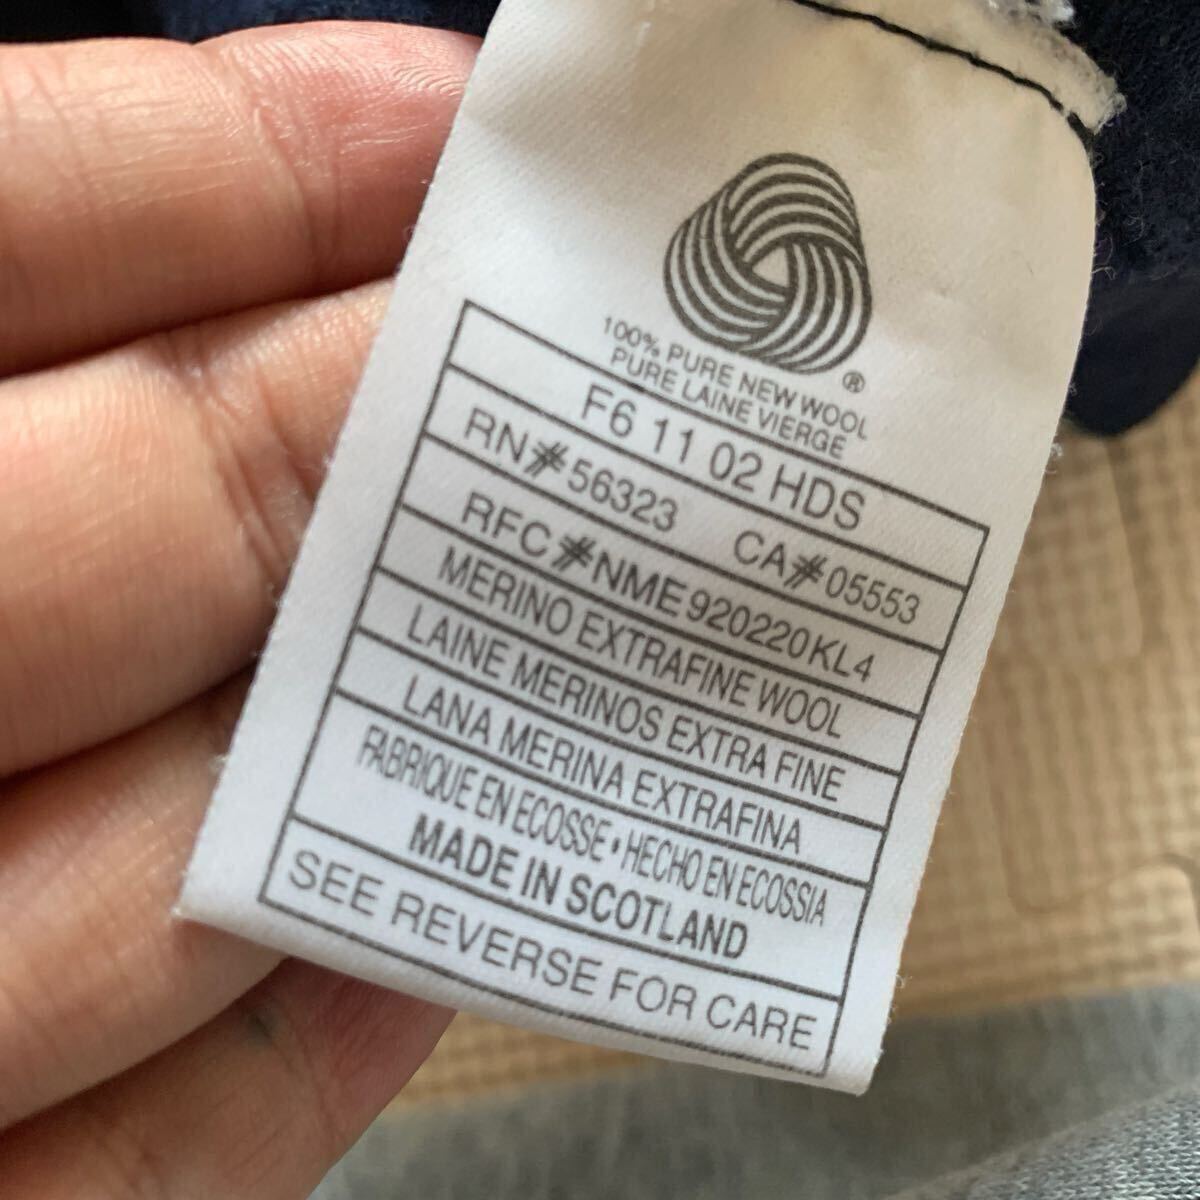 ®
100% PURE NEW WOOL
PURE LAINE VIERGE
F6 11 02 HDS
RN#56323 CA#05553
RFC#NME920220KL4
MERINO EXTRAFINE WOOL
LAINE MERINOS EXTRA FINE
LANA MERINA EXTRAFINA
FABRIQUE EN ECOSSE • HECHO EN ECOSSIA
MADE IN SCOTLAND
SEE REVERSE FOR CARE